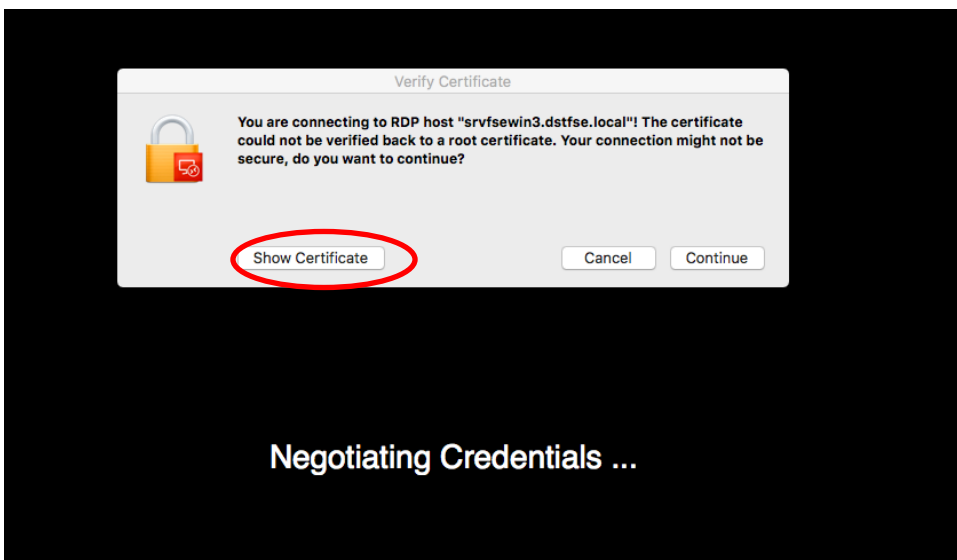 Verify Certificate
You are connecting to RDP host "srvfsewin3.dstfse.local"! The certificate
could not be verified back to a root certificate. Your connection might not be
secure, do you want to continue?
Show Certificate
Cancel
Continue
Negotiating Credentials ...